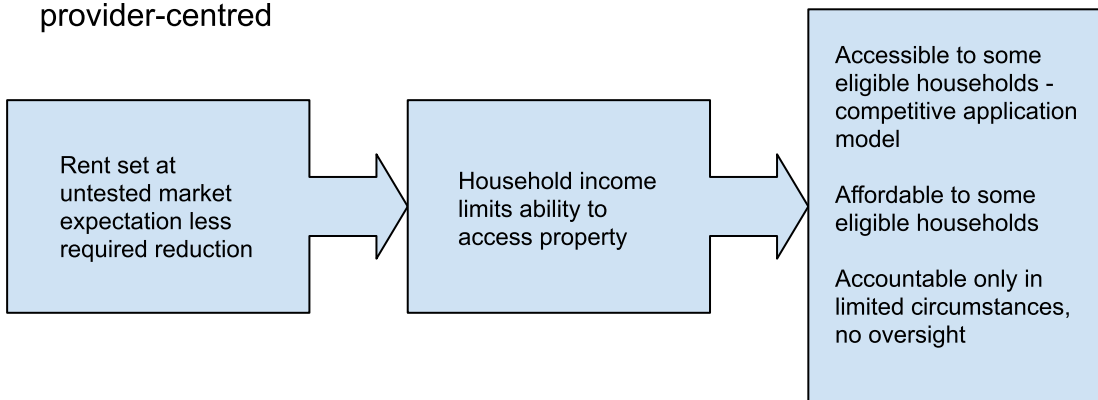 provider-centred
Rent set at
untested market
expectation less
required reduction
Household income
limits ability to
access property
Accessible to some
eligible households -
competitive application
model
Affordable to some
eligible households
Accountable only in
limited circumstances,
no oversight